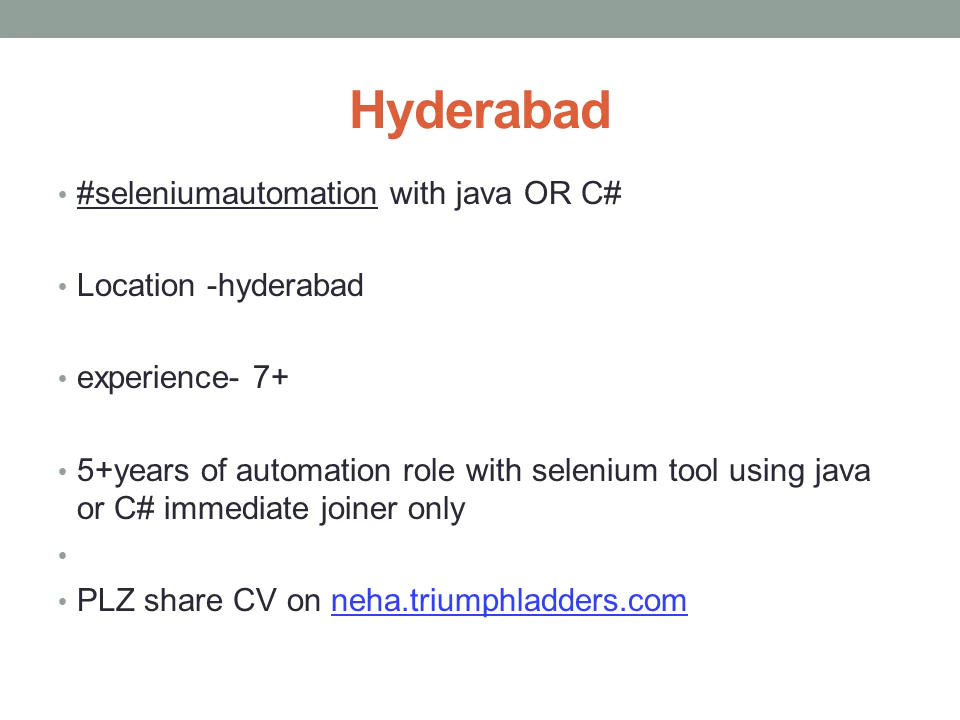 Hyderabad
• #seleniumautomation with java OR C#
• Location -hyderabad
• experience- 7+
• 5+years of automation role with selenium tool using java
or C# immediate joiner only
•
• PLZ share CV on neha.triumphladders.com